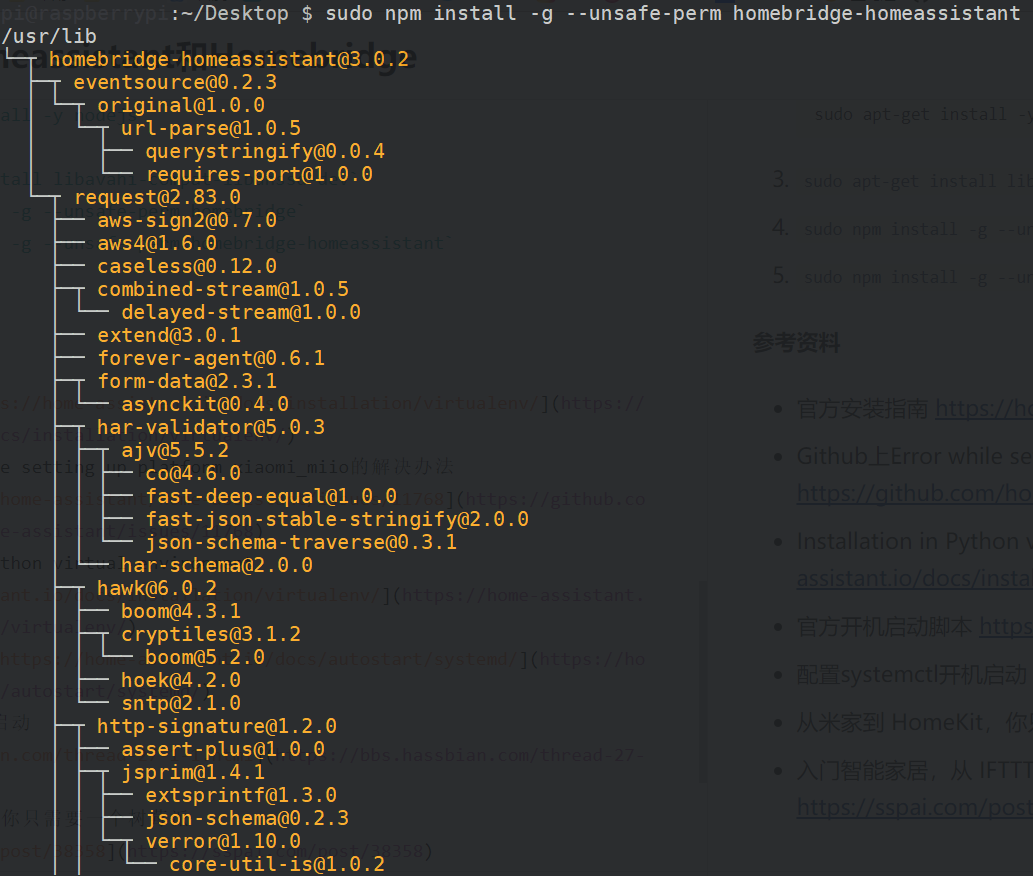 pi@raspberrypi:~/Desktop $ sudo npm install -g --unsafe-perm homebridge-homeassistant
/usr/lib
└─┬ homebridge-homeassistant@3.0.2
├─┬ eventsource@0.2.3
│ └─┬ original@1.0.0
│ └─┬ url-parse@1.0.5
│ ├── querystringify@0.0.4
│ └── requires-port@1.0.0
└─┬ request@2.83.0
├── aws-sign2@0.7.0
├── aws4@1.6.0
├── caseless@0.12.0
├─┬ combined-stream@1.0.5
│ └── delayed-stream@1.0.0
├── extend@3.0.1
├── forever-agent@0.6.1
├─┬ form-data@2.3.1
│ └── asynckit@0.4.0
├─┬ har-validator@5.0.3
│ ├─┬ ajv@5.5.2
│ │ ├── co@4.6.0
│ │ ├── fast-deep-equal@1.0.0
│ │ ├── fast-json-stable-stringify@2.0.0
│ │ └── json-schema-traverse@0.3.1
│ └── har-schema@2.0.0
├─┬ hawk@6.0.2
│ ├── boom@4.3.1
│ ├─┬ cryptiles@3.1.2
│ │ └── boom@5.2.0
│ ├── hoek@4.2.0
│ └── sntp@2.1.0
├─┬ http-signature@1.2.0
│ ├── assert-plus@1.0.0
│ ├─┬ jsprim@1.4.1
│ │ ├── extsprintf@1.3.0
│ │ ├── json-schema@0.2.3
│ │ └─┬ verror@1.10.0
│ │ └── core-util-is@1.0.2
sudo apt-get install -y
3. sudo apt-get install lib
4. sudo npm install -g --un
5. sudo npm install -g --un
参考资料
官方安装指南 https://ho
Github上Error while se
https://github.com/ho
Installation in Python v
assistant.io/docs/instal
官方开机启动脚本 https
配置systemctl开机启动
从米家到 HomeKit，你只
入门智能家居，从 IFTTT
https://sspai.com/post